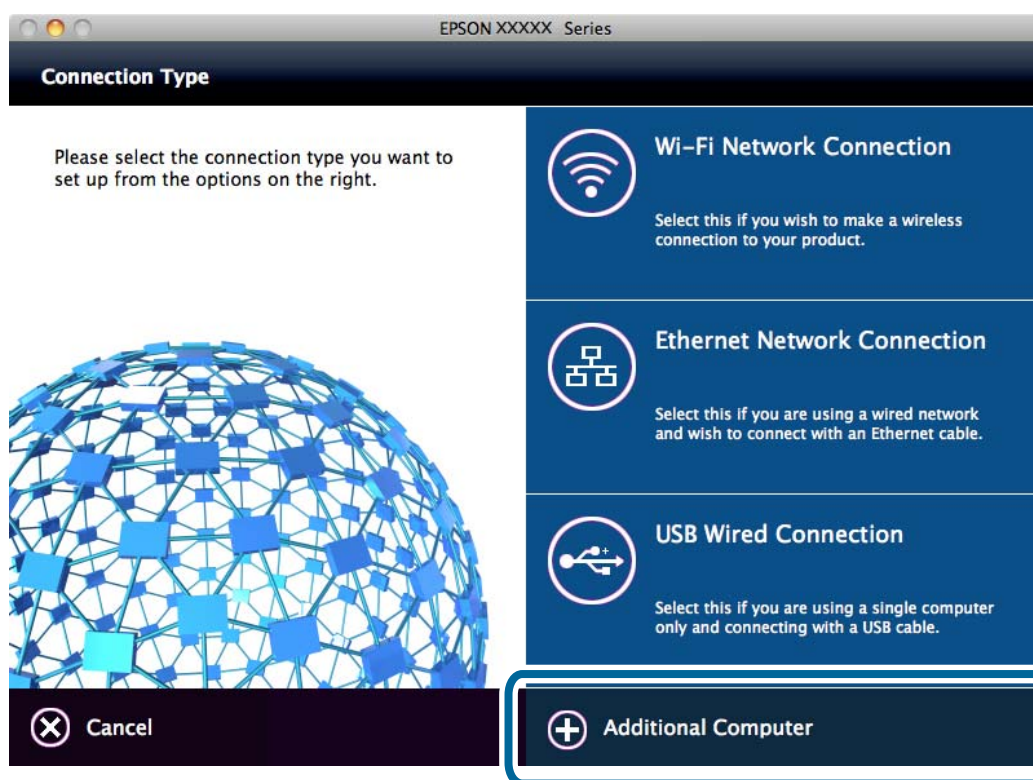 EPSON XXXXX Series
Connection Type
Please select the connection type you want to
set up from the options on the right.
Wi-Fi Network Connection
Select this if you wish to make a wireless
connection to your product.
Ethernet Network Connection
Select this if you are using a wired network
and wish to connect with an Ethernet cable.
USB Wired Connection
Select this if you are using a single computer
only and connecting with a USB cable.
Cancel
Additional Computer